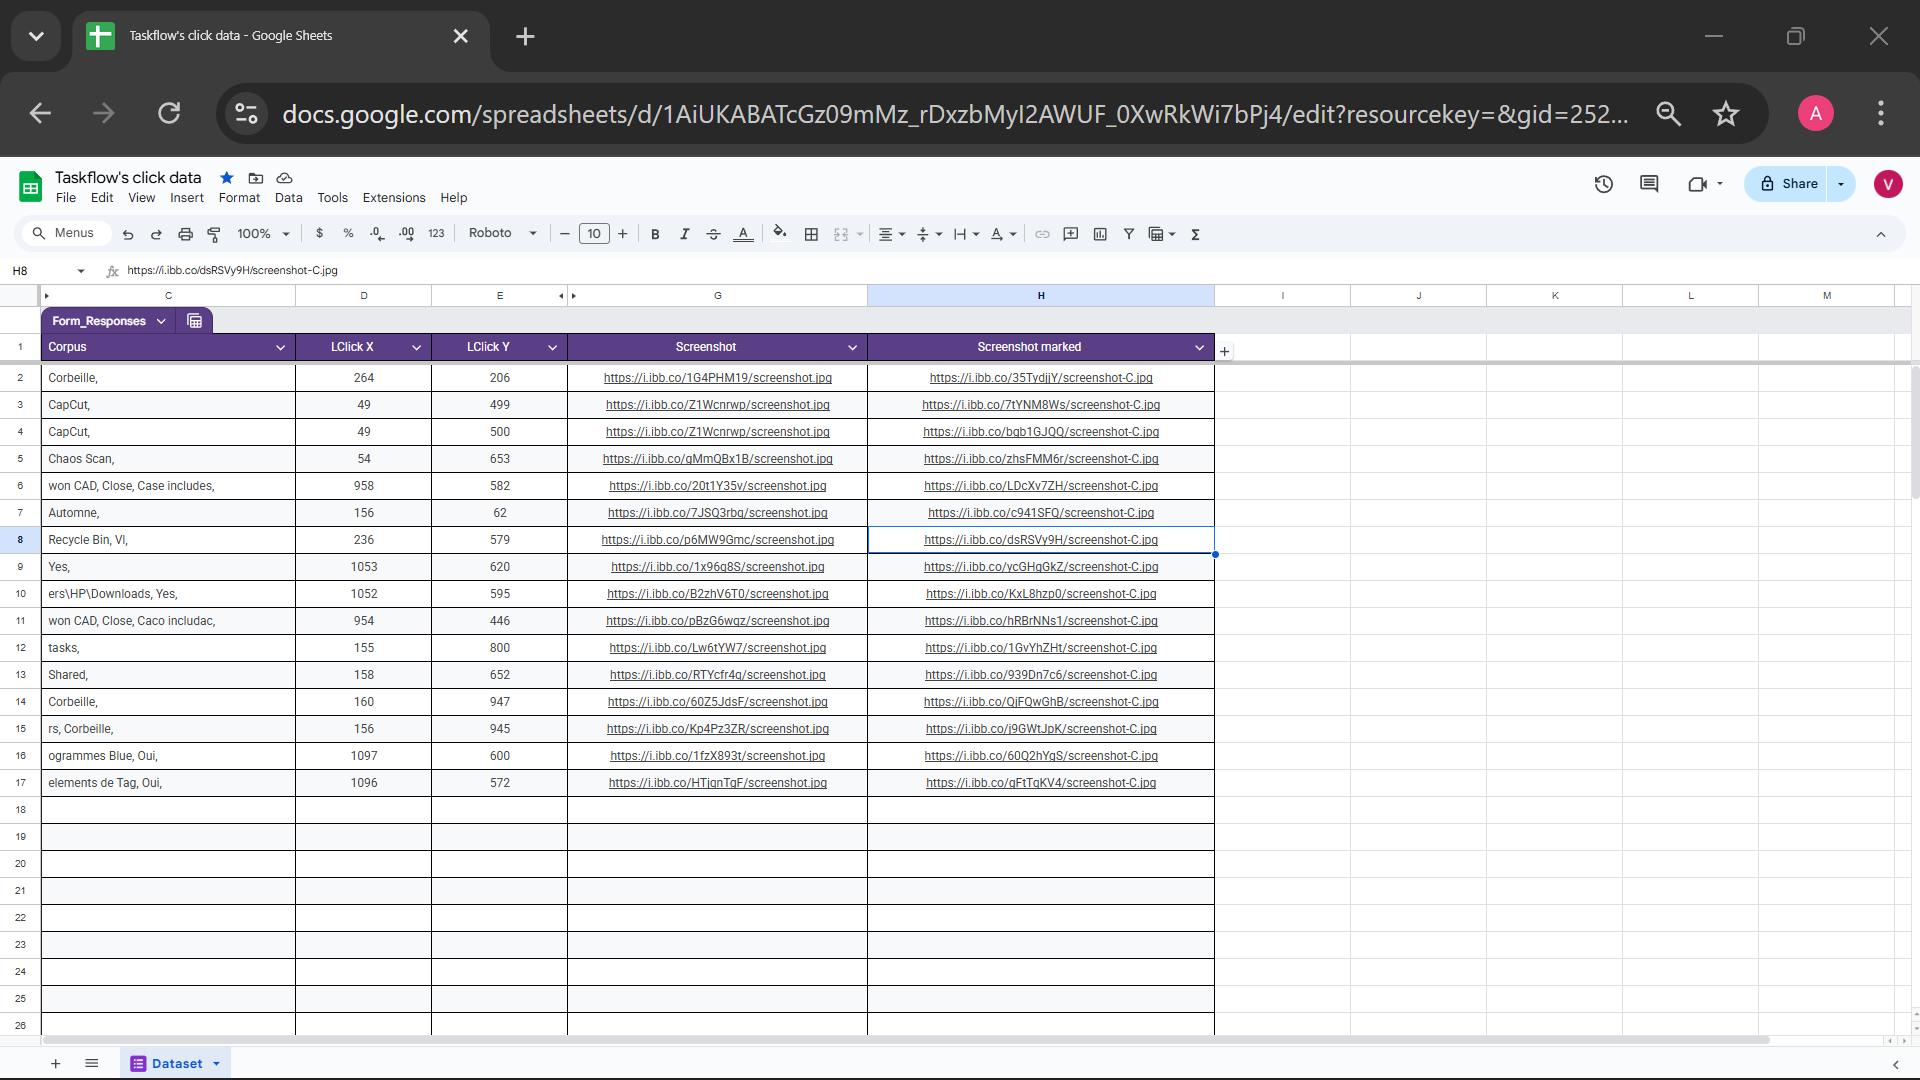 Taskflow's click data - Google Sheets
docs.google.com/spreadsheets/d/1AiUKABATcGz09mMz_rDxzbMyI2AWUF_0XwRkWi7bPj4/edit?resourcekey=&gid=252...
A
Taskflow's click data
File Edit View Insert Format Data Tools Extensions Help
Share
V
Menus 100% $ % .0 .00 123 Roboto 10 B I S A
H8 fx https://i.ibb.co/dsRSVy9H/screenshot-C.jpg
C D E G H I J K L M
Form_Responses
1 Corpus LClick X LClick Y Screenshot Screenshot marked
2 Corbeille, 264 206 https://i.ibb.co/1G4PHM19/screenshot.jpg https://i.ibb.co/35TydjjY/screenshot-C.jpg
3 CapCut, 49 499 https://i.ibb.co/Z1Wcnrwp/screenshot.jpg https://i.ibb.co/7tYNM8Ws/screenshot-C.jpg
4 CapCut, 49 500 https://i.ibb.co/Z1Wcnrwp/screenshot.jpg https://i.ibb.co/bgb1GJQQ/screenshot-C.jpg
5 Chaos Scan, 54 653 https://i.ibb.co/gMmQBx1B/screenshot.jpg https://i.ibb.co/zhsFMM6r/screenshot-C.jpg
6 won CAD, Close, Case includes, 958 582 https://i.ibb.co/20t1Y35v/screenshot.jpg https://i.ibb.co/LDcXv7ZH/screenshot-C.jpg
7 Automne, 156 62 https://i.ibb.co/7JSQ3rbq/screenshot.jpg https://i.ibb.co/c941SFQ/screenshot-C.jpg
8 Recycle Bin, VI, 236 579 https://i.ibb.co/p6MW9Gmc/screenshot.jpg https://i.ibb.co/dsRSVy9H/screenshot-C.jpg
9 Yes, 1053 620 https://i.ibb.co/1x96q8S/screenshot.jpg https://i.ibb.co/ycGHgGkZ/screenshot-C.jpg
10 ers\HP\Downloads, Yes, 1052 595 https://i.ibb.co/B2zhV6T0/screenshot.jpg https://i.ibb.co/KxL8hzp0/screenshot-C.jpg
11 won CAD, Close, Caco includac, 954 446 https://i.ibb.co/pBzG6wqz/screenshot.jpg https://i.ibb.co/hRBrNNs1/screenshot-C.jpg
12 tasks, 155 800 https://i.ibb.co/Lw6tYW7/screenshot.jpg https://i.ibb.co/1GvYhZHt/screenshot-C.jpg
13 Shared, 158 652 https://i.ibb.co/RTYcfr4q/screenshot.jpg https://i.ibb.co/939Dn7c6/screenshot-C.jpg
14 Corbeille, 160 947 https://i.ibb.co/60Z5JdsF/screenshot.jpg https://i.ibb.co/QjFQwGhB/screenshot-C.jpg
15 rs, Corbeille, 156 945 https://i.ibb.co/Kp4Pz3ZR/screenshot.jpg https://i.ibb.co/j9GWtJpK/screenshot-C.jpg
16 ogrammes Blue, Oui, 1097 600 https://i.ibb.co/1fzX893t/screenshot.jpg https://i.ibb.co/60Q2hYgS/screenshot-C.jpg
17 elements de Tag, Oui, 1096 572 https://i.ibb.co/HTjqnTgF/screenshot.jpg https://i.ibb.co/gFtTqKV4/screenshot-C.jpg
18
19
20
21
22
23
24
25
26
Dataset